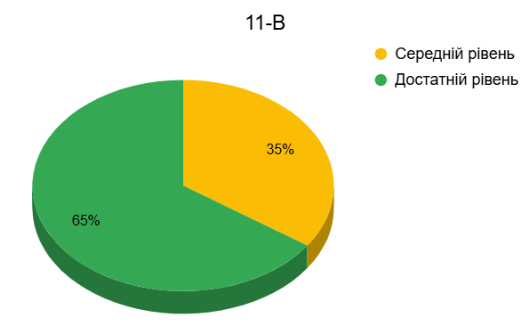 11-В
Середній рівень
Достатній рівень
35%
65%